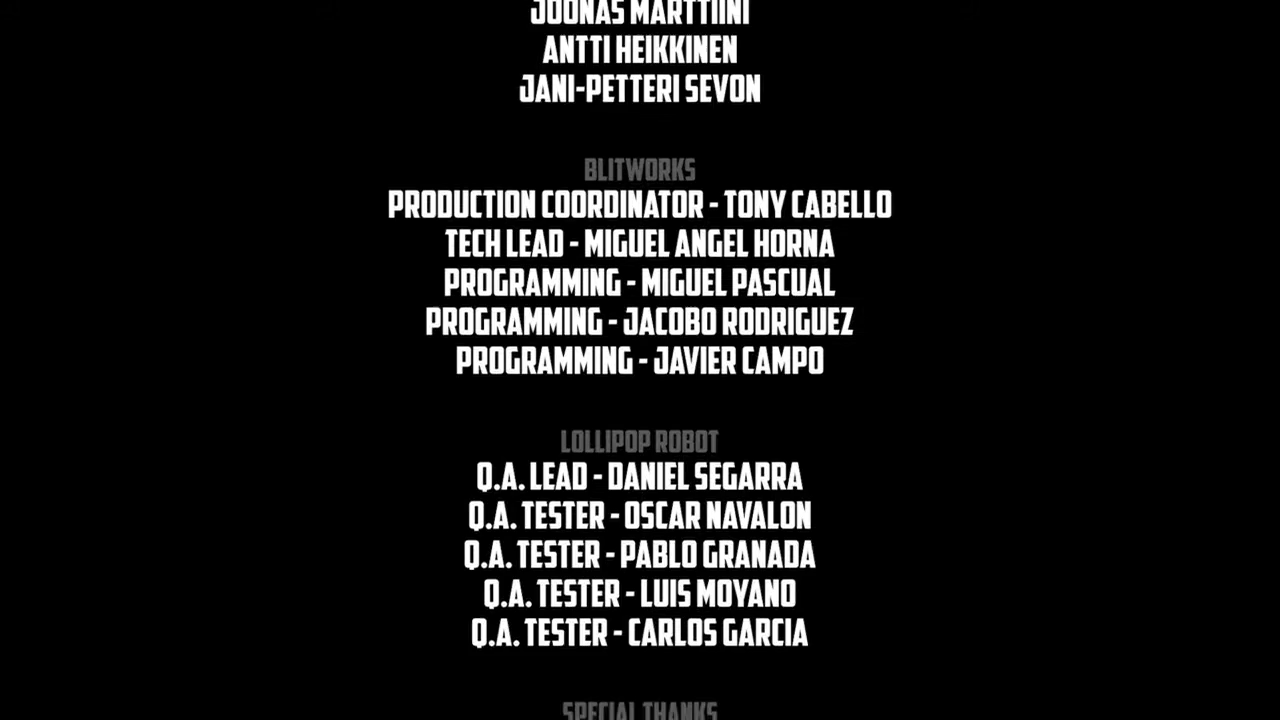 JOONAS MARTTIINI
ANTTI HEIKKINEN
JANI-PETTERI SEVON
BLITWORKS
PRODUCTION COORDINATOR - TONY CABELLO
TECH LEAD - MIGUEL ANGEL HORNA
PROGRAMMING - MIGUEL PASCUAL
PROGRAMMING - JACOBO RODRIGUEZ
PROGRAMMING - JAVIER CAMPO
LOLLIPOP ROBOT
Q.A. LEAD - DANIEL SEGARRA
Q.A. TESTER - OSCAR NAVALON
Q.A. TESTER - PABLO GRANADA
Q.A. TESTER - LUIS MOYANO
Q.A. TESTER - CARLOS GARCIA
SPECIAL THANKS